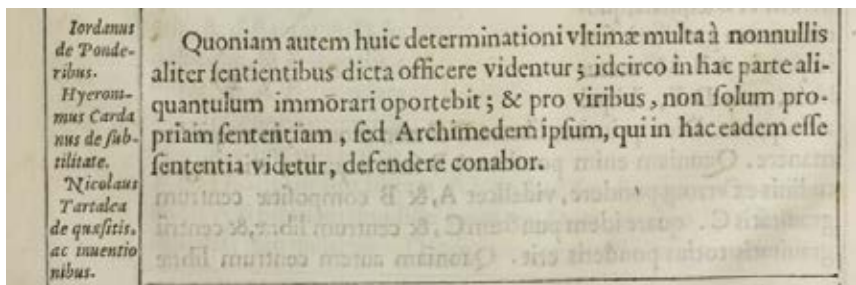 Iordanus
de Ponde-
ribus.
Hyeroni-
mus Carda
nus de sub-
tilitate.
Nicolaus
Tartalea
de quæsitis,
ac inuentio
nibus.
Quoniam autem huic determinationi vltimæ multa à nonnullis
aliter ſentientibus dicta officere videntur; idcirco in hac parte ali-
quantulum immorari oportebit; & pro viribus, non ſolum pro-
priam ſententiam, ſed Archimedem ipſum, qui in hac eadem eſſe
ſententia videtur, defendere conabor.